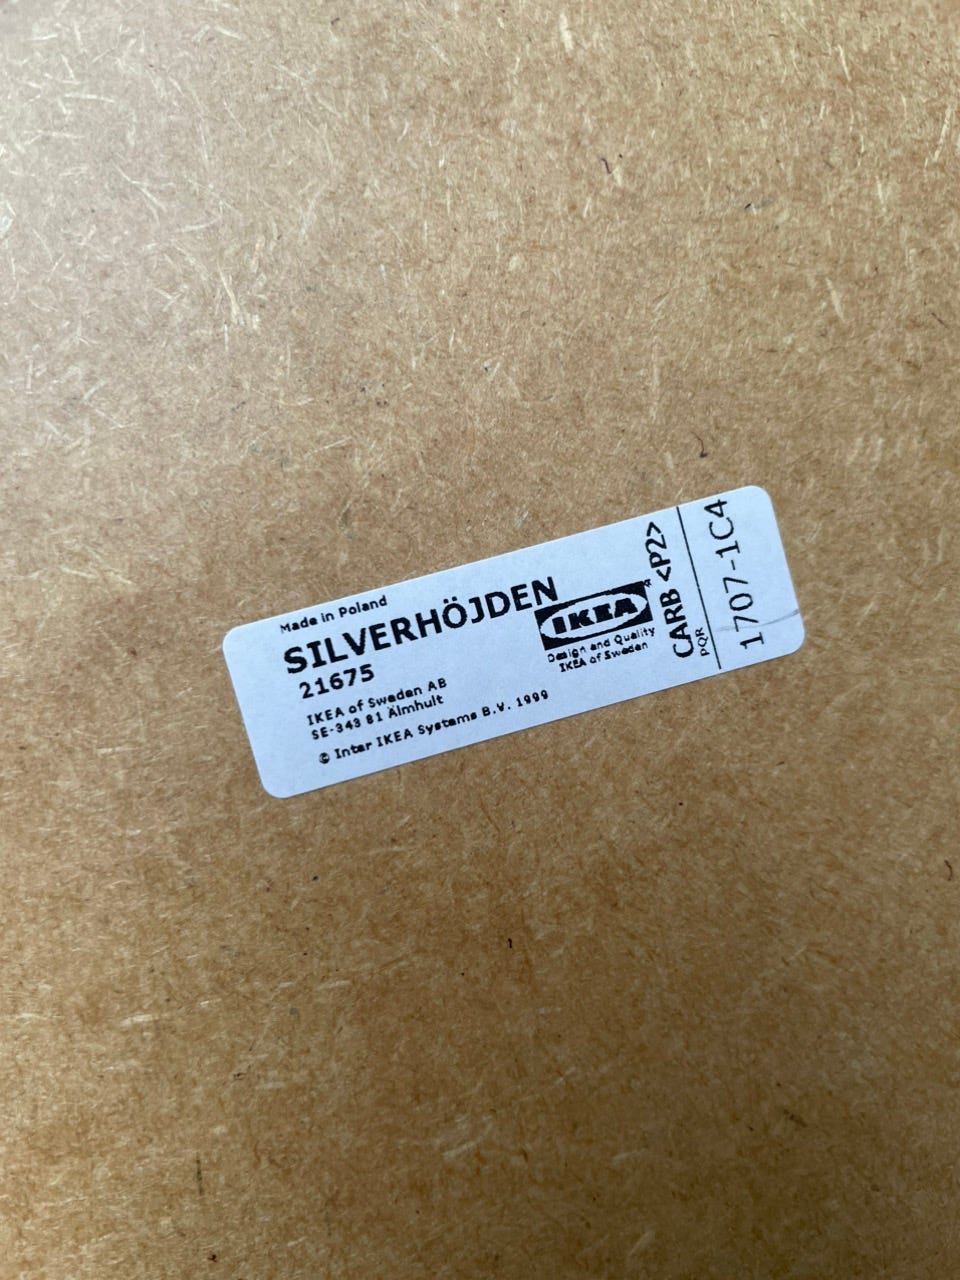 Made in Poland
SILVERHÖJDEN
21675
IKEA of Sweden AB
SE-343 81 Älmhult
© Inter IKEA Systems B.V. 1999
IKEA®
Design and Quality
IKEA of Sweden
CARB <P2>
PQR
1707-1C4